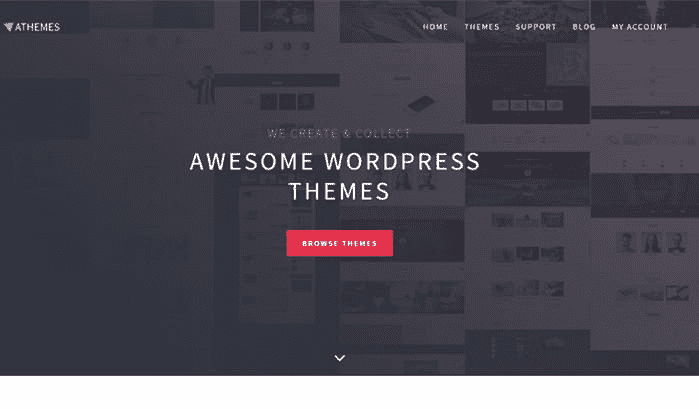 ATHEMES
HOME THEMES SUPPORT BLOG MY ACCOUNT
WE CREATE & COLLECT
AWESOME WORDPRESS
THEMES
BROWSE THEMES